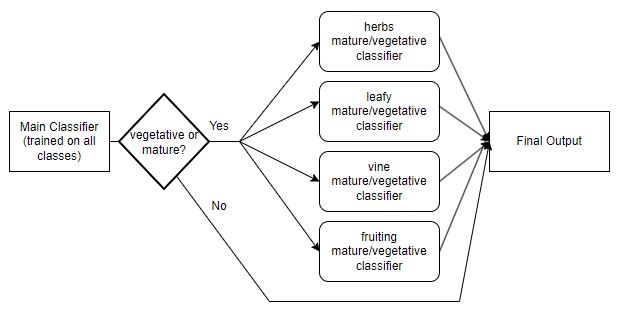 Main Classifier
(trained on all
classes)
vegetative or
mature?
Yes
No
herbs
mature/vegetative
classifier
leafy
mature/vegetative
classifier
vine
mature/vegetative
classifier
fruiting
mature/vegetative
classifier
Final Output